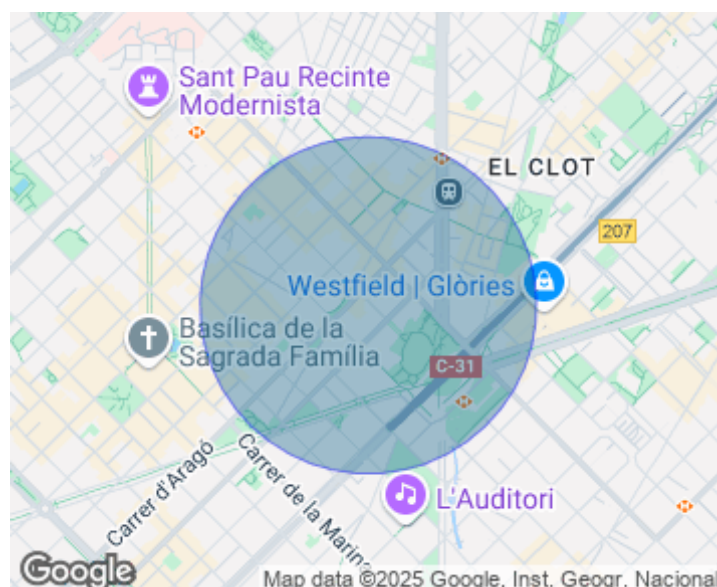 Sant Pau Recinte
Modernista
EL CLOT
207
Westfield | Glòries
Basílica de la
Sagrada Família
C-31
Carrer d'Aragó
Carrer de la Marina
L'Auditori
Google
Map data ©2025 Google, Inst. Geogr. Nacional